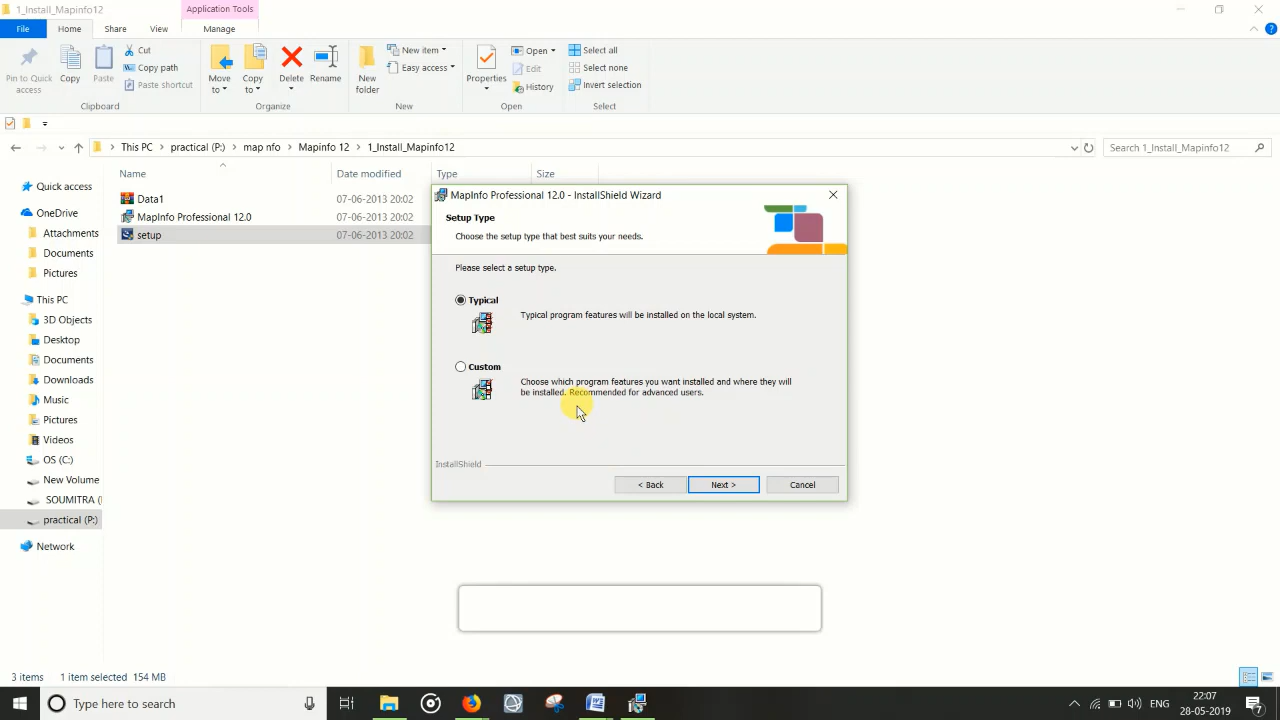 1_Install_Mapinfo12
Application Tools
File
Home
Share
View
Manage
Pin to Quick access
Copy
Paste
Cut
Copy path
Paste shortcut
Clipboard
Move to
Copy to
Delete
Rename
Organize
New folder
New item
Easy access
New
Properties
Open
Edit
History
Open
Select all
Select none
Invert selection
Select
This PC
practical (P:)
map nfo
Mapinfo 12
1_Install_Mapinfo12
Search 1_Install_Mapinfo12
Name
Date modified
Type
Size
Quick access
OneDrive
Attachments
Documents
Pictures
This PC
3D Objects
Desktop
Documents
Downloads
Music
Pictures
Videos
OS (C:)
New Volume
SOUMITRA (
practical (P:)
Network
Data1
07-06-2013 20:02
MapInfo Professional 12.0
07-06-2013 20:02
setup
07-06-2013 20:02
MapInfo Professional 12.0 - InstallShield Wizard
Setup Type
Choose the setup type that best suits your needs.
Please select a setup type.
Typical
Typical program features will be installed on the local system.
Custom
Choose which program features you want installed and where they will
be installed. Recommended for advanced users.
InstallShield
< Back
Next >
Cancel
3 items
1 item selected 154 MB
Type here to search
ENG
22:07
28-05-2019
7